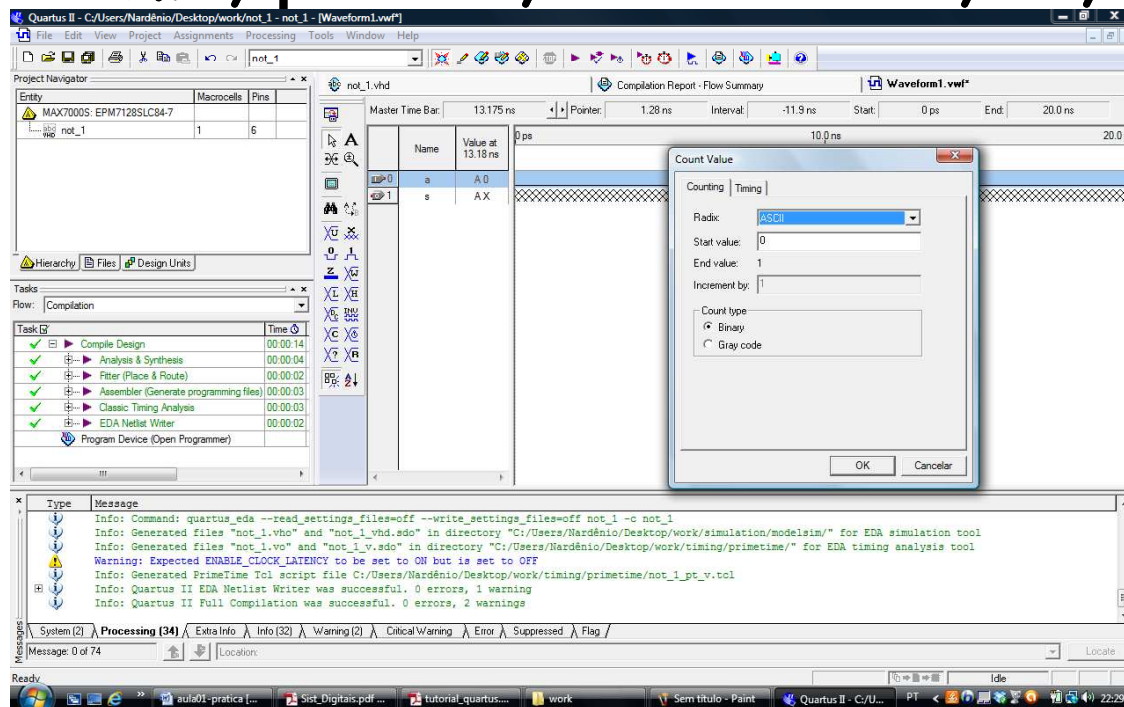 Quartus II - C:/Users/Nardênio/Desktop/work/not_1 - not_1 - [Waveform1.vwf*]
File Edit View Project Assignments Processing Tools Window Help
not_1
Project Navigator
Entity Macrocells Pins
MAX7000S: EPM7128SLC84-7
not_1 1 6
Hierarchy Files Design Units
Tasks
Flow: Compilation
Task Time
Compile Design 00:00:14
Analysis & Synthesis 00:00:04
Fitter (Place & Route) 00:00:02
Assembler (Generate programming files) 00:00:03
Classic Timing Analysis 00:00:03
EDA Netlist Writer 00:00:02
Program Device (Open Programmer)
not_1.vhd Compilation Report - Flow Summary Waveform1.vwf*
Master Time Bar: 13.175 ns Pointer: 1.28 ns Interval: -11.9 ns Start: 0 ps End: 20.0 ns
Name Value at 13.18 ns
0 ps 10.0 ns 20.0
0 a A 0
1 s A X
Count Value
Counting Timing
Radix: ASCII
Start value: 0
End value: 1
Increment by: 1
Count type
Binary
Gray code
OK Cancelar
Type Message
Info: Command: quartus_eda --read_settings_files=off --write_settings_files=off not_1 -c not_1
Info: Generated files "not_1.vho" and "not_1_vhd.sdo" in directory "C:/Users/Nardênio/Desktop/work/simulation/modelsim/" for EDA simulation tool
Info: Generated files "not_1.vo" and "not_1_v.sdo" in directory "C:/Users/Nardênio/Desktop/work/timing/primetime/" for EDA timing analysis tool
Warning: Expected ENABLE_CLOCK_LATENCY to be set to ON but is set to OFF
Info: Generated PrimeTime Tcl script file C:/Users/Nardênio/Desktop/work/timing/primetime/not_1_pt_v.tcl
Info: Quartus II EDA Netlist Writer was successful. 0 errors, 1 warning
Info: Quartus II Full Compilation was successful. 0 errors, 2 warnings
System (2) Processing (34) Extra Info Info (32) Warning (2) Critical Warning Error Suppressed Flag
Messages
Message: 0 of 74 Location: Locate
Ready Idle
aula01-pratica [... Sist_Digitais.pdf ... tutorial_quartus.... work Sem título - Paint Quartus II - C:/U... PT 22:29